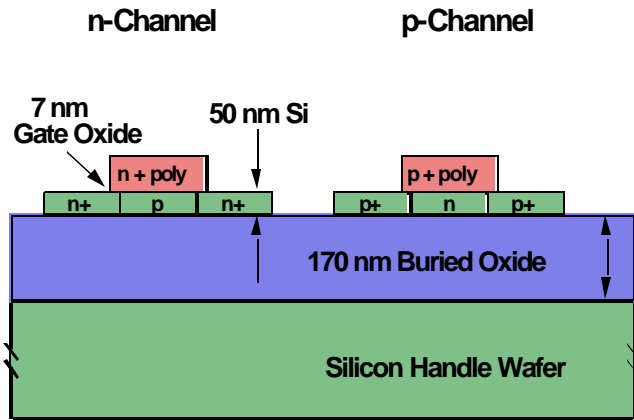 n-Channel
p-Channel
7 nm
Gate Oxide
50 nm Si
n + poly
p + poly
n+
p
n+
p+
n
p+
170 nm Buried Oxide
Silicon Handle Wafer